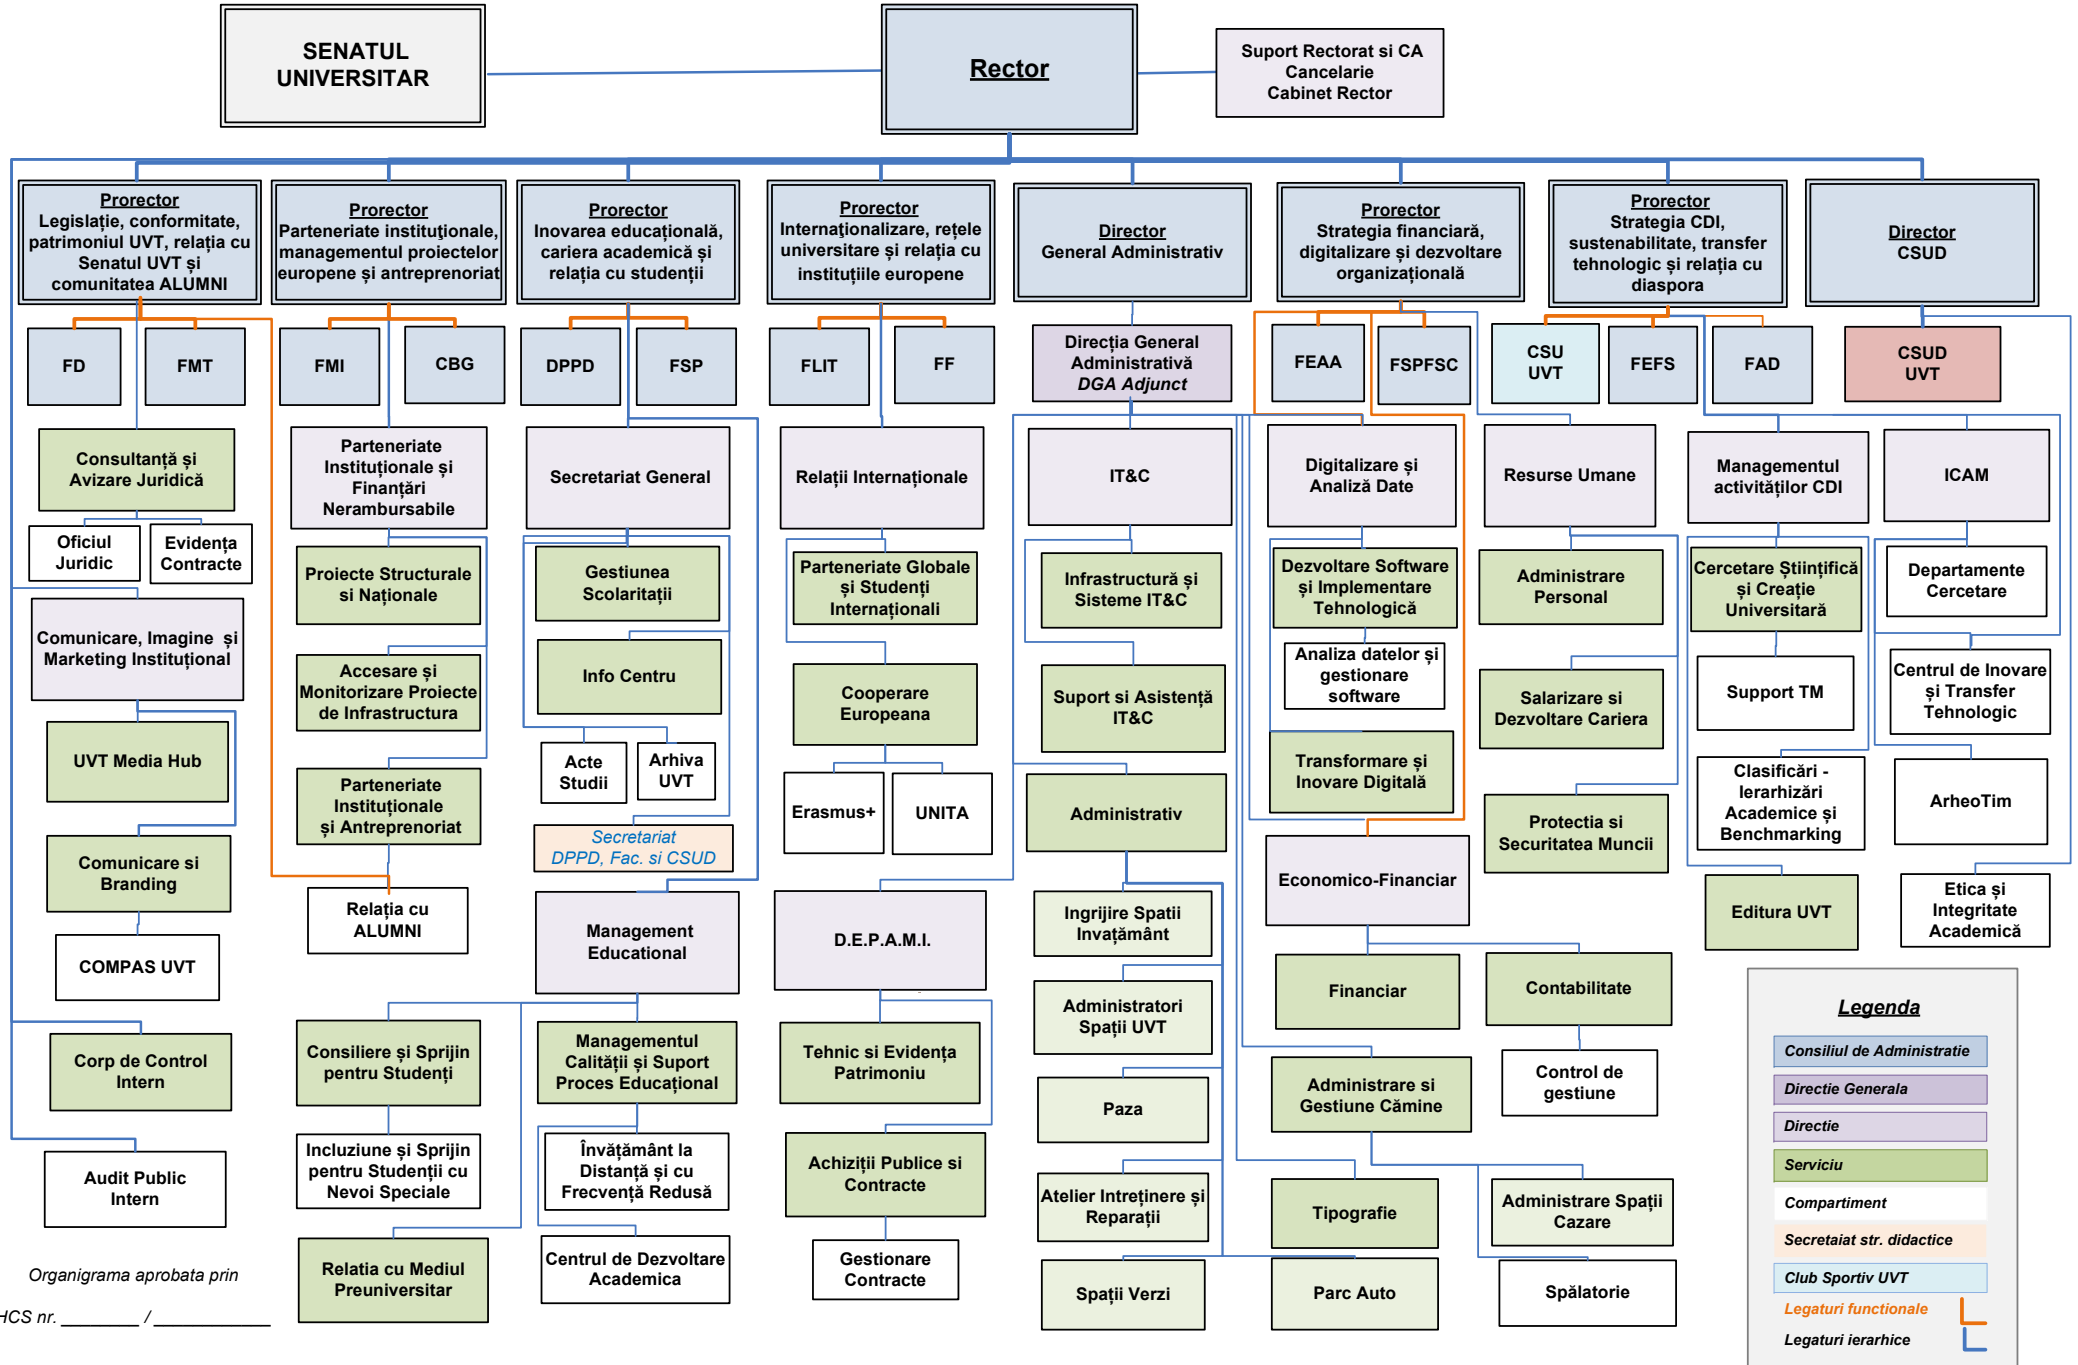 SENATUL
UNIVERSITAR
Rector
Suport Rectorat si CA
Cancelarie
Cabinet Rector
Prorector
Legislație, conformitate,
patrimoniul UVT, relația cu
Senatul UVT și
comunitatea ALUMNI
Prorector
Parteneriate instituționale,
managementul proiectelor
europene și antreprenoriat
Prorector
Inovarea educațională,
cariera academică și
relația cu studenții
Prorector
Internaționalizare, rețele
universitare și relația cu
instituțiile europene
Director
General Administrativ
Prorector
Strategia financiară,
digitalizare și dezvoltare
organizațională
Prorector
Strategia CDI,
sustenabilitate, transfer
tehnologic și relația cu
diaspora
Director
CSUD
FD
FMT
FMI
CBG
DPPD
FSP
FLIT
FF
Direcția General
Administrativă
DGA Adjunct
FEAA
FSPFSC
CSU
UVT
FEFS
FAD
CSUD
UVT
Consultanță și
Avizare Juridică
Parteneriate
Instituționale și
Finanțări
Nerambursabile
Secretariat General
Relații Internaționale
IT&C
Digitalizare și
Analiză Date
Resurse Umane
Managementul
activităților CDI
ICAM
Oficiul
Juridic
Evidența
Contracte
Proiecte Structurale
si Naționale
Gestiunea
Scolaritații
Parteneriate Globale
și Studenți
Internaționali
Infrastructură și
Sisteme IT&C
Dezvoltare Software
și Implementare
Tehnologică
Administrare
Personal
Cercetare Științifică
și Creație
Universitară
Departamente
Cercetare
Comunicare, Imagine și
Marketing Instituțional
Accesare și
Monitorizare Proiecte
de Infrastructura
Info Centru
Cooperare
Europeana
Suport si Asistență
IT&C
Analiza datelor și
gestionare
software
Salarizare si
Dezvoltare Cariera
Support TM
Centrul de Inovare
și Transfer
Tehnologic
UVT Media Hub
Parteneriate
Instituționale
și Antreprenoriat
Acte
Studii
Arhiva
UVT
Erasmus+
UNITA
Administrativ
Transformare și
Inovare Digitală
Protectia si
Securitatea Muncii
Clasificări -
Ierarhizări
Academice și
Benchmarking
ArheoTim
Secretariat
DPPD, Fac. si CSUD
Comunicare si
Branding
Relația cu
ALUMNI
Management
Educational
D.E.P.A.M.I.
Ingrijire Spatii
Invațământ
Economico-Financiar
Editura UVT
Etica și
Integritate
Academică
COMPAS UVT
Administratori
Spații UVT
Financiar
Contabilitate
Corp de Control
Intern
Consiliere și Sprijin
pentru Studenți
Managementul
Calității și Suport
Proces Educațional
Tehnic si Evidența
Patrimoniu
Paza
Administrare si
Gestiune Cămine
Control de
gestiune
Audit Public
Intern
Incluziune și Sprijin
pentru Studenții cu
Nevoi Speciale
Învățământ la
Distanță și cu
Frecvență Redusă
Achiziții Publice si
Contracte
Atelier Intreținere și
Reparații
Tipografie
Administrare Spații
Cazare
Relatia cu Mediul
Preuniversitar
Centrul de Dezvoltare
Academica
Gestionare
Contracte
Spații Verzi
Parc Auto
Spălatorie
Organigrama aprobata prin
HCS nr. ________ / ____________
Legenda
Consiliul de Administratie
Directie Generala
Directie
Serviciu
Compartiment
Secretaiat str. didactice
Club Sportiv UVT
Legaturi functionale
Legaturi ierarhice